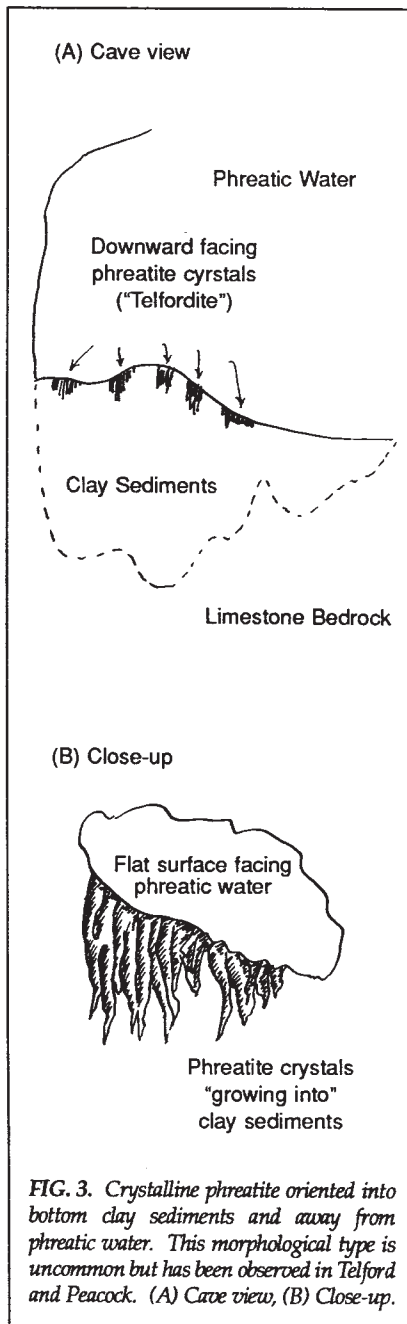 (A) Cave view
Phreatic Water
Downward facing
phreatite cyrstals
("Telfordite")
Clay Sediments
Limestone Bedrock
(B) Close-up
Flat surface facing
phreatic water
Phreatite crystals
"growing into"
clay sediments
FIG. 3. Crystalline phreatite oriented into
bottom clay sediments and away from
phreatic water. This morphological type is
uncommon but has been observed in Telford
and Peacock. (A) Cave view, (B) Close-up.